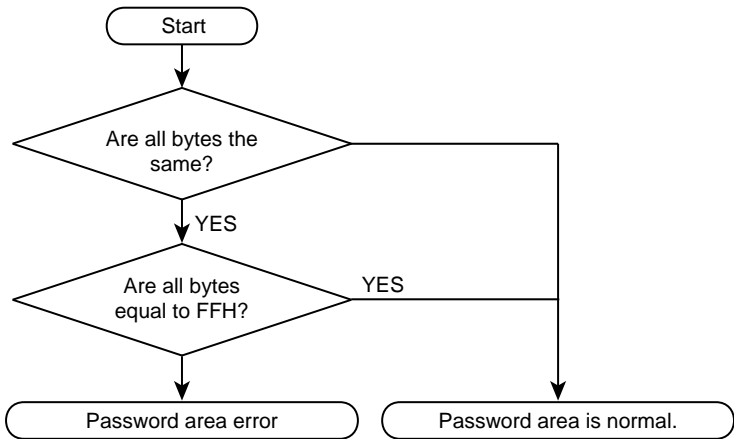 Start
Are all bytes the
same?
YES
Are all bytes
equal to FFH?
YES
Password area error
Password area is normal.